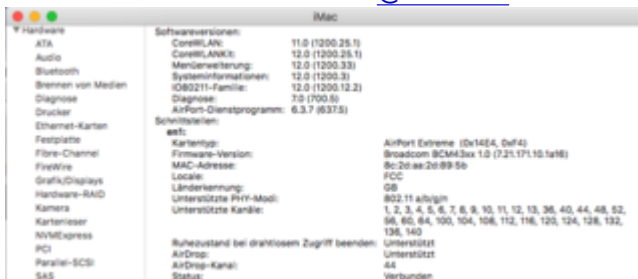 iMac
Hardware
ATA
Audio
Bluetooth
Brennen von Medien
Diagnose
Drucker
Ethernet-Karten
Festplatte
Fibre-Channel
FireWire
Grafik/Displays
Hardware-RAID
Kamera
Kartenleser
NVMExpress
PCI
Parallel-SCSI
SAS
Softwareversionen:
CoreWLAN: 11.0 (1200.25.1)
CoreWLANKit: 12.0 (1200.25.1)
Menüerweiterung: 12.0 (1200.33)
Systeminformationen: 12.0 (1200.3)
IO80211-Familie: 12.0 (1200.12.2)
Diagnose: 7.0 (700.5)
AirPort-Dienstprogramm: 6.3.7 (637.5)
Schnittstellen:
en1:
Kartentyp: AirPort Extreme (0x14E4, 0xF4)
Firmware-Version: Broadcom BCM43xx 1.0 (7.21.171.10.1a16)
MAC-Adresse: 8c:2d:aa:2d:89:5b
Locale: FCC
Länderkennung: GB
Unterstützte PHY-Modi: 802.11 a/b/g/n
Unterstützte Kanäle: 1, 2, 3, 4, 5, 6, 7, 8, 9, 10, 11, 12, 13, 36, 40, 44, 48, 52,
56, 60, 64, 100, 104, 108, 112, 116, 120, 124, 128, 132,
136, 140
Ruhezustand bei drahtlosem Zugriff beenden: Unterstützt
AirDrop: Unterstützt
AirDrop-Kanal: 44
Status: Verbunden